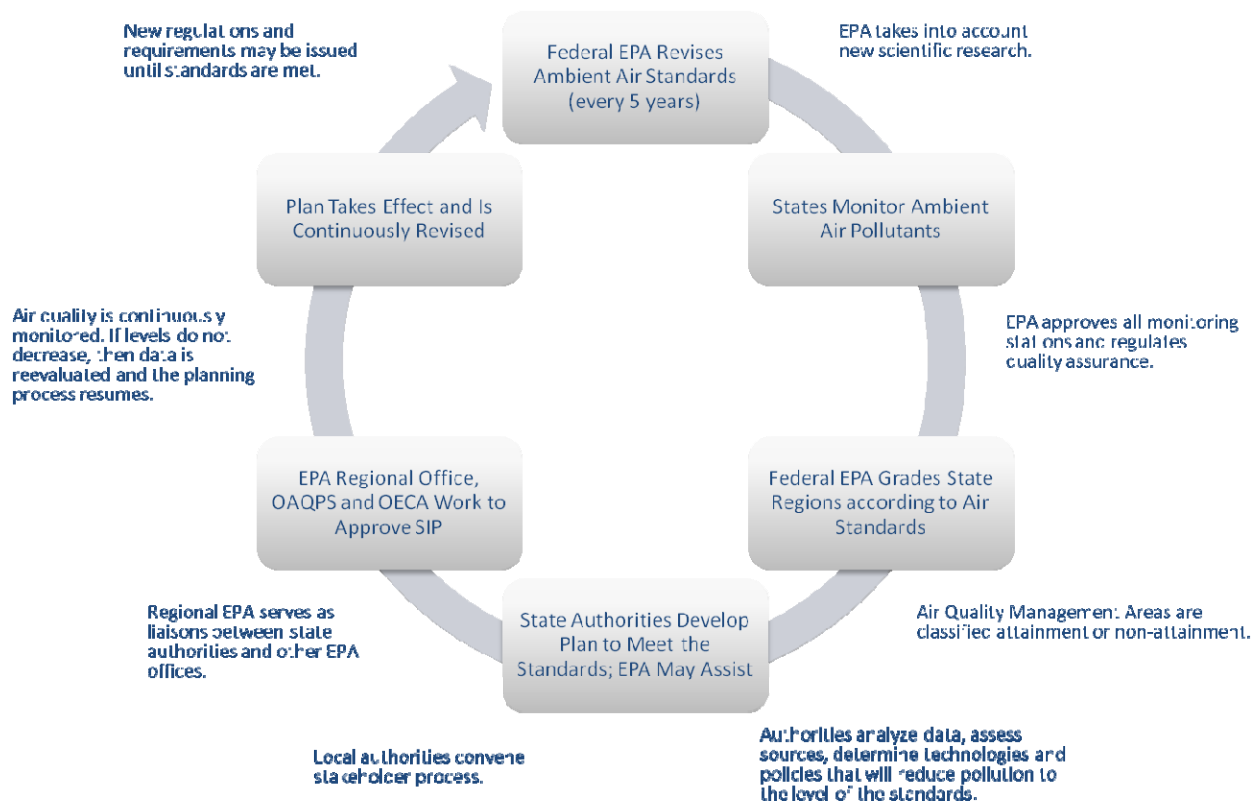 Federal EPA Revises
Ambient Air Standards
(every 5 years)
EPA takes into account
new scientific research.
States Monitor Ambient
Air Pollutants
EPA approves all monitoring
stations and regulates
quality assurance.
Federal EPA Grades State
Regions according to Air
Standards
Air Quality Management Areas are
classified attainment or non-attainment.
State Authorities Develop
Plan to Meet the
Standards; EPA May Assist
Authorities analyze data, assess
sources, determine technologies and
policies that will reduce pollution to
the level of the standards.
Local authorities convene
stakeholder process.
EPA Regional Office,
OAQPS and OECA Work to
Approve SIP
Regional EPA serves as
liaisons between state
authorities and other EPA
offices.
Plan Takes Effect and Is
Continuously Revised
Air quality is continuously
monitored. If levels do not
decrease, then data is
reevaluated and the planning
process resumes.
New regulations and
requirements may be issued
until standards are met.